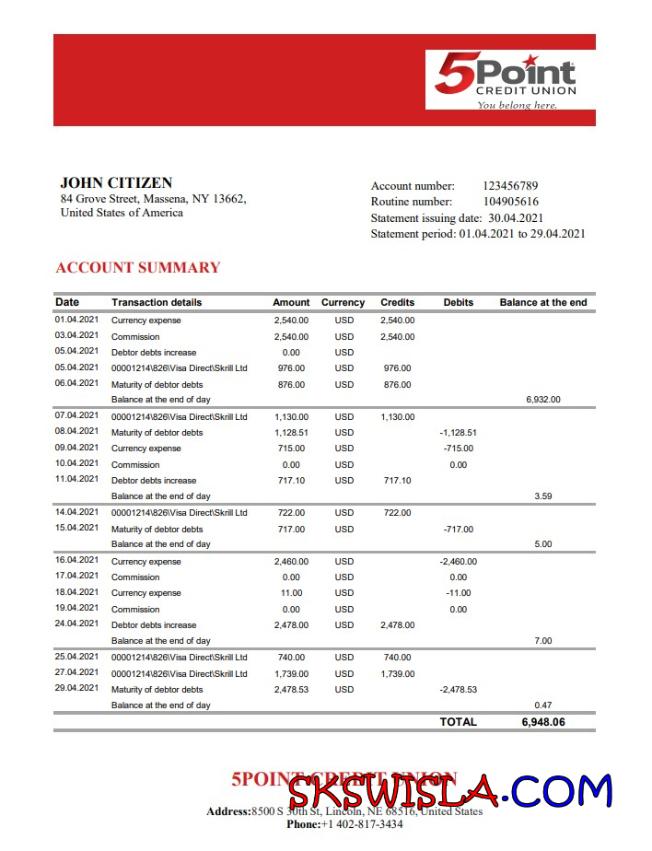 5Point
CREDIT UNION
You belong here.
JOHN CITIZEN
84 Grove Street, Massena, NY 13662,
United States of America
Account number: 123456789
Routine number: 104905616
Statement issuing date: 30.04.2021
Statement period: 01.04.2021 to 29.04.2021
ACCOUNT SUMMARY
Date Transaction details Amount Currency Credits Debits Balance at the end
01.04.2021 Currency expense 2,540.00 USD 2,540.00
03.04.2021 Commission 2,540.00 USD 2,540.00
05.04.2021 Debtor debts increase 0.00 USD
05.04.2021 00001214\826\Visa Direct\Skrill Ltd 976.00 USD 976.00
06.04.2021 Maturity of debtor debts 876.00 USD 876.00
Balance at the end of day 6,932.00
07.04.2021 00001214\826\Visa Direct\Skrill Ltd 1,130.00 USD 1,130.00
08.04.2021 Maturity of debtor debts 1,128.51 USD -1,128.51
09.04.2021 Currency expense 715.00 USD -715.00
10.04.2021 Commission 0.00 USD 0.00
11.04.2021 Debtor debts increase 717.10 USD 717.10
Balance at the end of day 3.59
14.04.2021 00001214\826\Visa Direct\Skrill Ltd 722.00 USD 722.00
15.04.2021 Maturity of debtor debts 717.00 USD -717.00
Balance at the end of day 5.00
16.04.2021 Currency expense 2,460.00 USD -2,460.00
17.04.2021 Commission 0.00 USD 0.00
18.04.2021 Currency expense 11.00 USD -11.00
19.04.2021 Commission 0.00 USD 0.00
24.04.2021 Debtor debts increase 2,478.00 USD 2,478.00
Balance at the end of day 7.00
25.04.2021 00001214\826\Visa Direct\Skrill Ltd 740.00 USD 740.00
27.04.2021 00001214\826\Visa Direct\Skrill Ltd 1,739.00 USD 1,739.00
29.04.2021 Maturity of debtor debts 2,478.53 USD -2,478.53
Balance at the end of day 0.47
TOTAL 6,948.06
5POINT CREDIT UNION
SKSWISLA.COM
Address:8500 S 30th St, Lincoln, NE 68516, United States
Phone:+1 402-817-3434